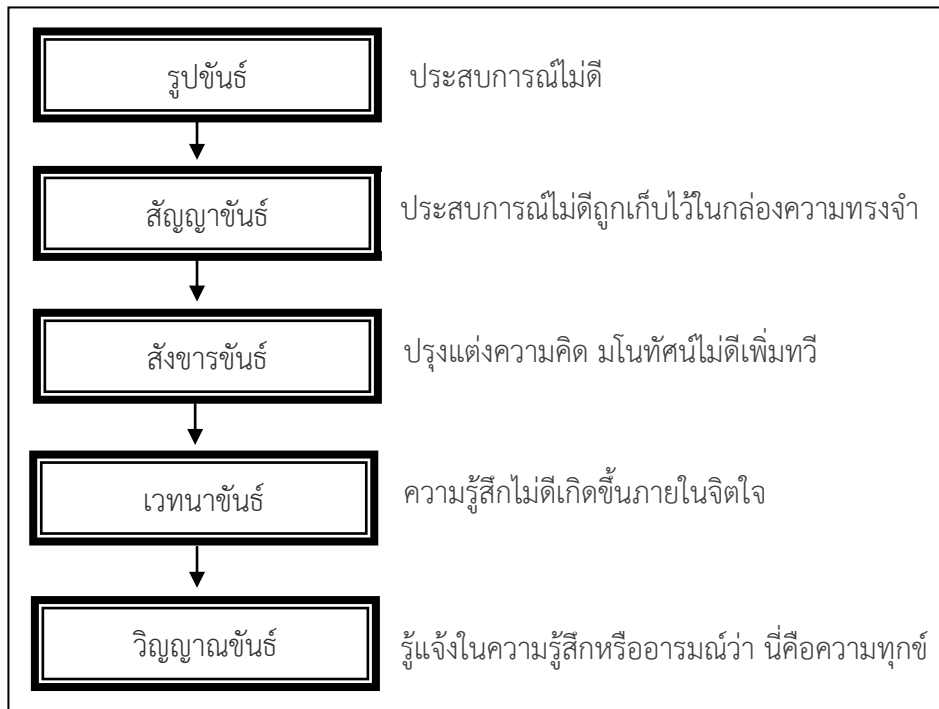 รูปขันธ์ ประสบการณ์ไม่ดี
สัญญาขันธ์ ประสบการณ์ไม่ดีถูกเก็บไว้ในกล่องความทรงจำ
สังขารขันธ์ ปรุงแต่งความคิด มโนทัศน์ไม่ดีเพิ่มทวี
เวทนาขันธ์ ความรู้สึกไม่ดีเกิดขึ้นภายในจิตใจ
วิญญาณขันธ์ รู้แจ้งในความรู้สึกหรืออารมณ์ว่า นี่คือความทุกข์